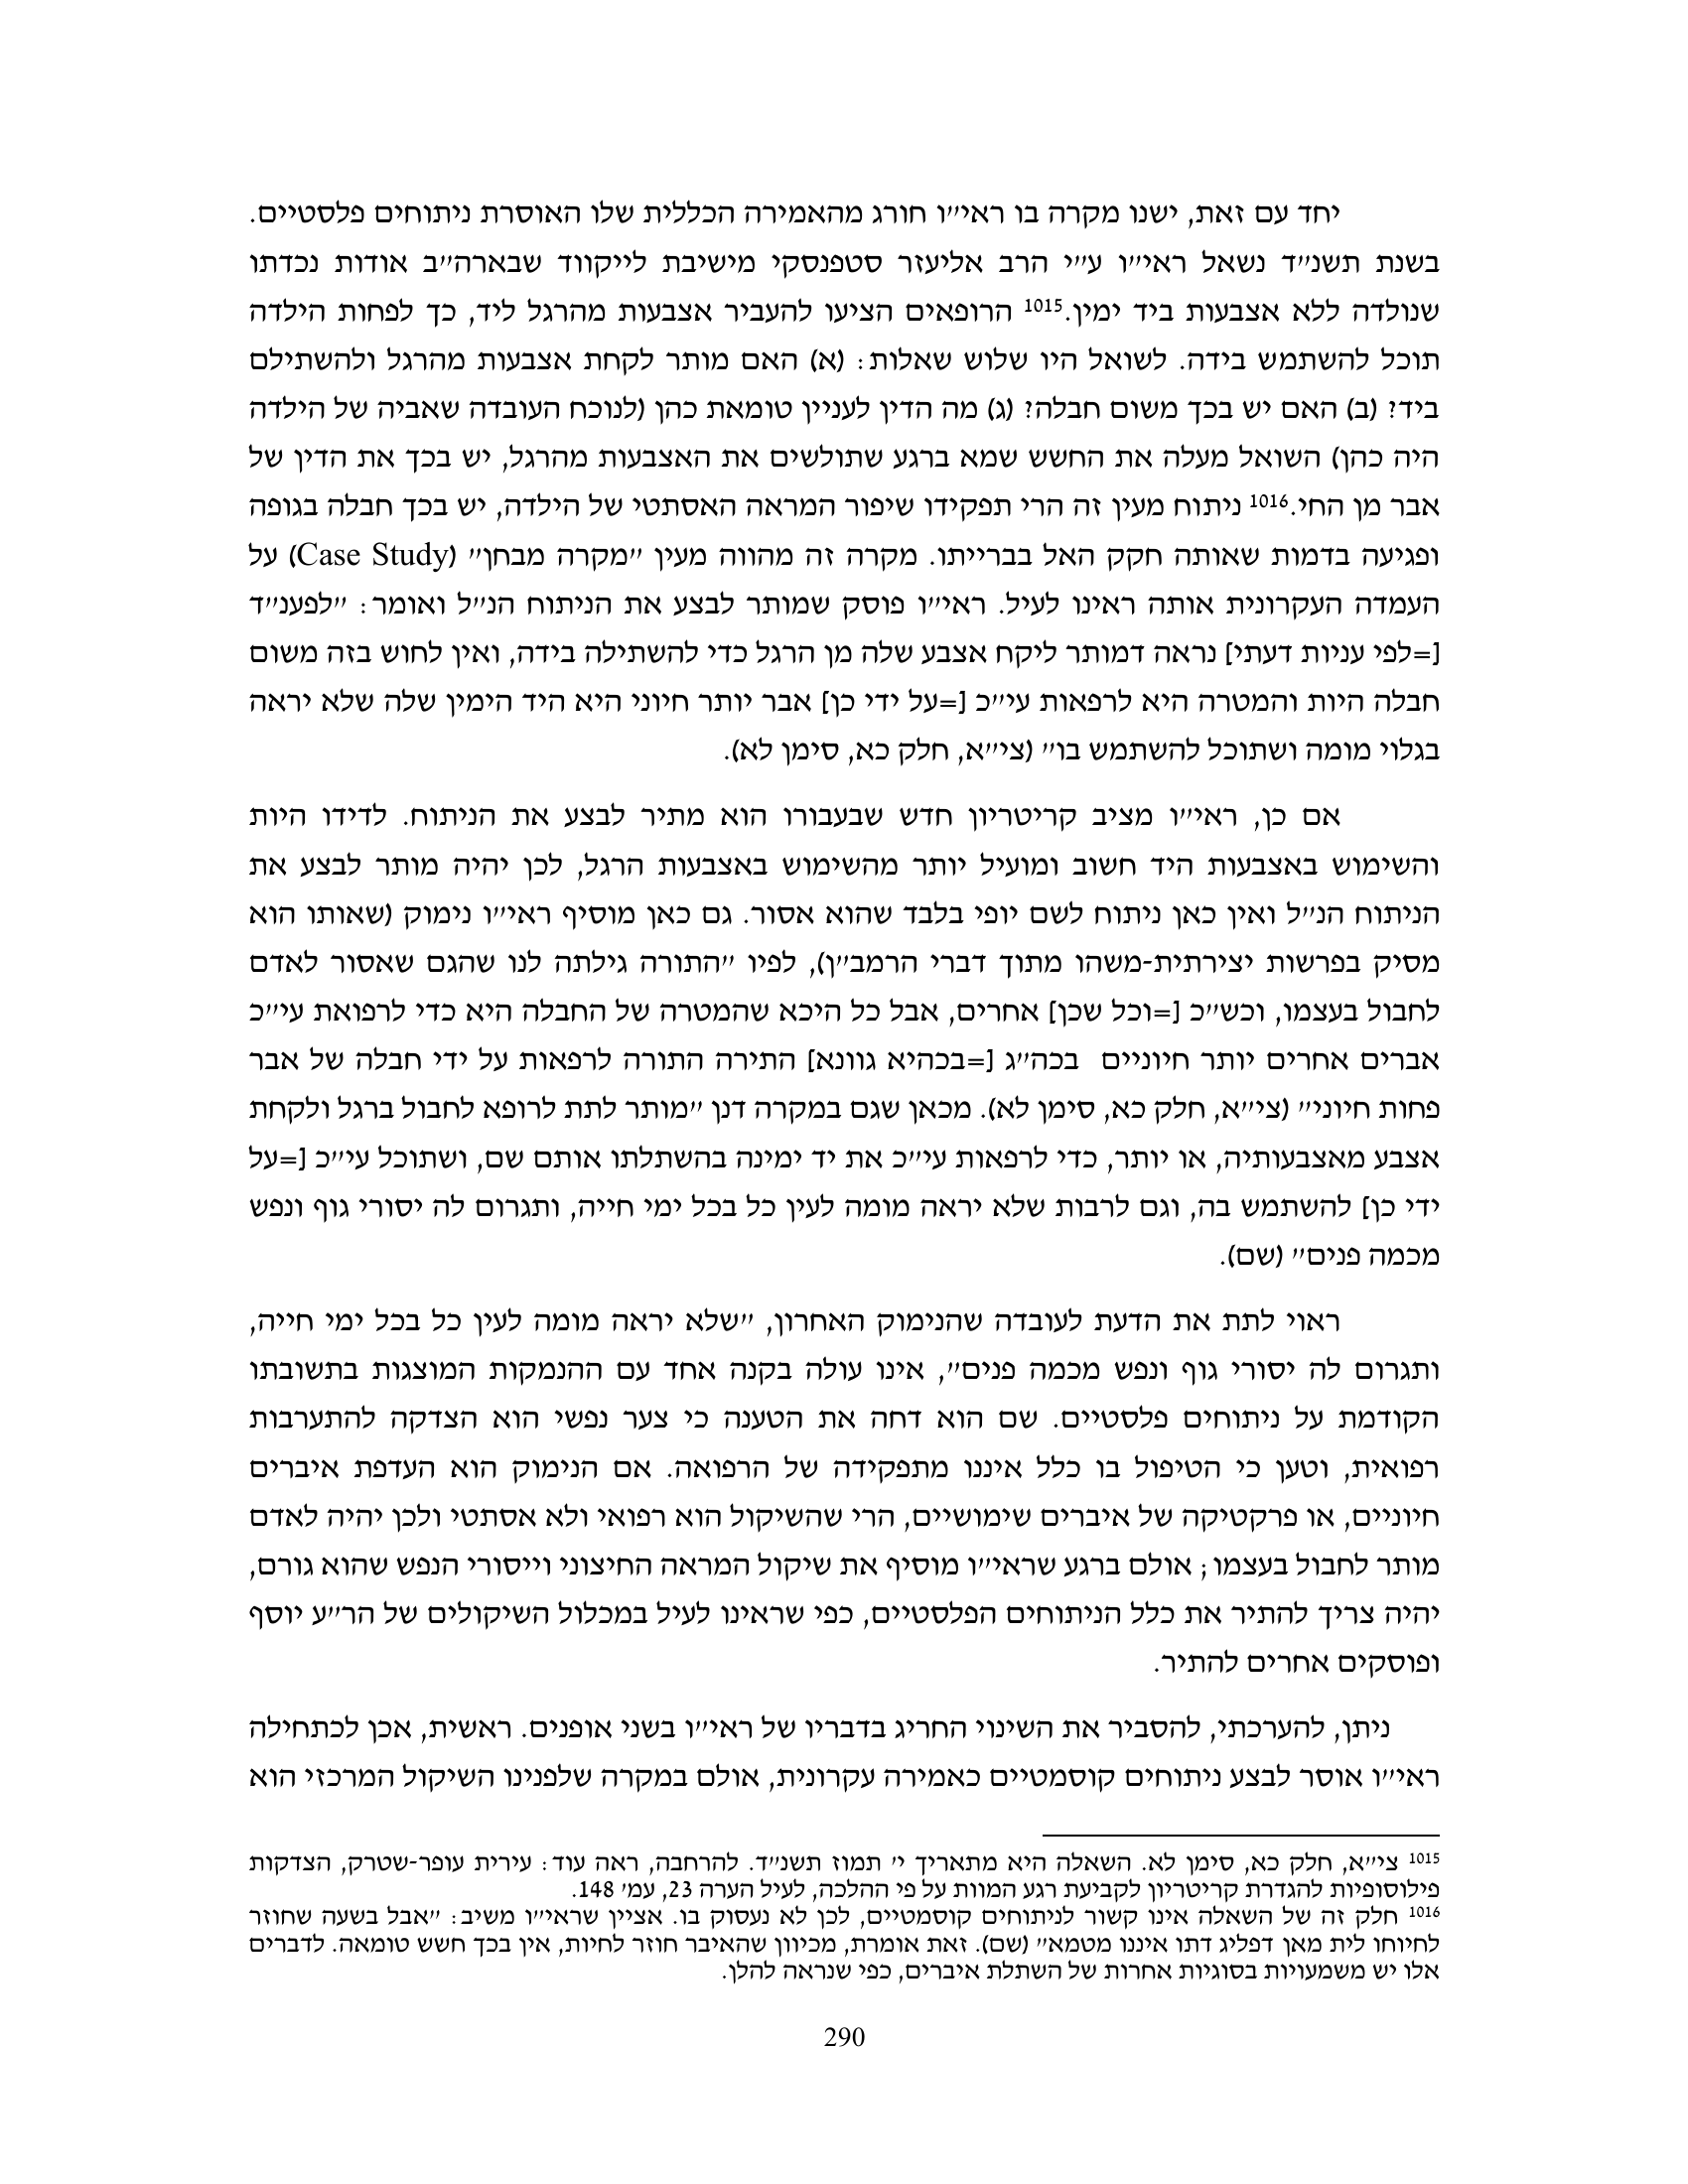 יחד עם זאת, ישנו מקרה בו ראי״ו חורג מהאמירה הכללית שלו האוסרת ניתוחים פלסטיים.
בשנת תשנ״ד נשאל ראי״ו ע״י הרב אליעזר סטפנסקי מישיבת לייקווד שבארה״ב אודות נכדתו
שנולדה ללא אצבעות ביד ימין.1015 הרופאים הציעו להעביר אצבעות מהרגל ליד, כך לפחות הילדה
תוכל להשתמש בידה. לשואל היו שלוש שאלות: (א) האם מותר לקחת אצבעות מהרגל ולהשתילם
ביד? (ב) האם יש בכך משום חבלה? (ג) מה הדין לעניין טומאת כהן (לנוכח העובדה שאביה של הילדה
היה כהן) השואל מעלה את החשש שמא ברגע שתולשים את האצבעות מהרגל, יש בכך את הדין של
אבר מן החי.1016 ניתוח מעין זה הרי תפקידו שיפור המראה האסתטי של הילדה, יש בכך חבלה בגופה
ופגיעה בדמות שאותה חקק האל בברייתו. מקרה זה מהווה מעין ״מקרה מבחן״ (Case Study) על
העמדה העקרונית אותה ראינו לעיל. ראי״ו פוסק שמותר לבצע את הניתוח הנ״ל ואומר: ״לפענ״ד
[=לפי עניות דעתי] נראה דמותר ליקח אצבע שלה מן הרגל כדי להשתילה בידה, ואין לחוש בזה משום
חבלה היות והמטרה היא לרפאות עי״כ [=על ידי כן] אבר יותר חיוני היא היד הימין שלה שלא יראה
בגלוי מומה ושתוכל להשתמש בו״ (צי״א, חלק כא, סימן לא).
אם כן, ראי״ו מציב קריטריון חדש שבעבורו הוא מתיר לבצע את הניתוח. לדידו היות
והשימוש באצבעות היד חשוב ומועיל יותר מהשימוש באצבעות הרגל, לכן יהיה מותר לבצע את
הניתוח הנ״ל ואין כאן ניתוח לשם יופי בלבד שהוא אסור. גם כאן מוסיף ראי״ו נימוק (שאותו הוא
מסיק בפרשות יצירתית-משהו מתוך דברי הרמב״ן), לפיו ״התורה גילתה לנו שהגם שאסור לאדם
לחבול בעצמו, וכש״כ [=וכל שכן] אחרים, אבל כל היכא שהמטרה של החבלה היא כדי לרפואת עי״כ
אברים אחרים יותר חיוניים  בכה״ג [=בכהיא גוונא] התירה התורה לרפאות על ידי חבלה של אבר
פחות חיוני״ (צי״א, חלק כא, סימן לא). מכאן שגם במקרה דנן ״מותר לתת לרופא לחבול ברגל ולקחת
אצבע מאצבעותיה, או יותר, כדי לרפאות עי״כ את יד ימינה בהשתלתו אותם שם, ושתוכל עי״כ [=על
ידי כן] להשתמש בה, וגם לרבות שלא יראה מומה לעין כל בכל ימי חייה, ותגרום לה יסורי גוף ונפש
מכמה פנים״ (שם).
ראוי לתת את הדעת לעובדה שהנימוק האחרון, ״שלא יראה מומה לעין כל בכל ימי חייה,
ותגרום לה יסורי גוף ונפש מכמה פנים״, אינו עולה בקנה אחד עם ההנמקות המוצגות בתשובתו
הקודמת על ניתוחים פלסטיים. שם הוא דחה את הטענה כי צער נפשי הוא הצדקה להתערבות
רפואית, וטען כי הטיפול בו כלל איננו מתפקידה של הרפואה. אם הנימוק הוא העדפת איברים
חיוניים, או פרקטיקה של איברים שימושיים, הרי שהשיקול הוא רפואי ולא אסתטי ולכן יהיה לאדם
מותר לחבול בעצמו; אולם ברגע שראי״ו מוסיף את שיקול המראה החיצוני וייסורי הנפש שהוא גורם,
יהיה צריך להתיר את כלל הניתוחים הפלסטיים, כפי שראינו לעיל במכלול השיקולים של הר״ע יוסף
ופוסקים אחרים להתיר.
ניתן, להערכתי, להסביר את השינוי החריג בדבריו של ראי״ו בשני אופנים. ראשית, אכן לכתחילה
ראי״ו אוסר לבצע ניתוחים קוסמטיים כאמירה עקרונית, אולם במקרה שלפנינו השיקול המרכזי הוא
1015 צי״א, חלק כא, סימן לא. השאלה היא מתאריך י׳ תמוז תשנ״ד. להרחבה, ראה עוד: עירית עופר-שטרק, הצדקות
פילוסופיות להגדרת קריטריון לקביעת רגע המוות על פי ההלכה, לעיל הערה 23, עמ׳ 148.
1016 חלק זה של השאלה אינו קשור לניתוחים קוסמטיים, לכן לא נעסוק בו. אציין שראי״ו משיב: ״אבל בשעה שחוזר
לחיוחו לית מאן דפליג דתו איננו מטמא״ (שם). זאת אומרת, מכיוון שהאיבר חוזר לחיות, אין בכך חשש טומאה. לדברים
אלו יש משמעויות בסוגיות אחרות של השתלת איברים, כפי שנראה להלן.
290